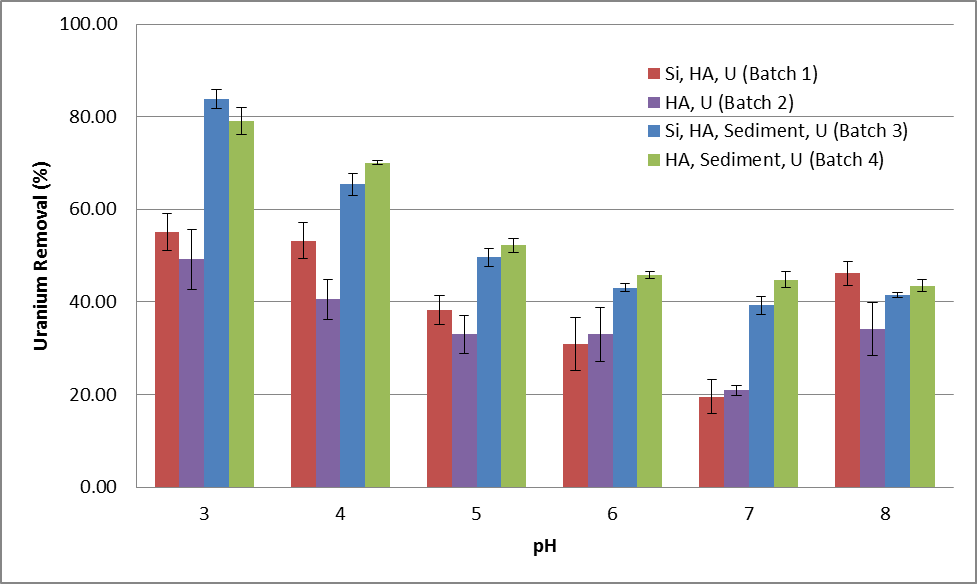 100.00
80.00
60.00
40.00
20.00
0.00
Uranium Removal (%)
Si, HA, U (Batch 1)
HA, U (Batch 2)
Si, HA, Sediment, U (Batch 3)
HA, Sediment, U (Batch 4)
3 4 5 6 7 8
pH